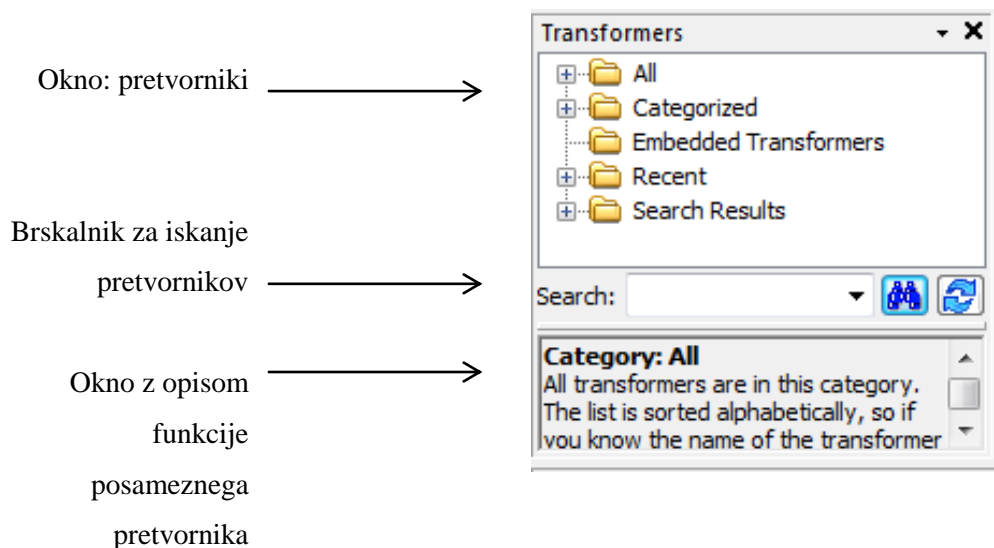 Okno: pretvorniki
Brskalnik za iskanje
pretvornikov
Okno z opisom
funkcije
posameznega
pretvornika
Transformers
All
Categorized
Embedded Transformers
Recent
Search Results
Search:
Category: All
All transformers are in this category.
The list is sorted alphabetically, so if
you know the name of the transformer